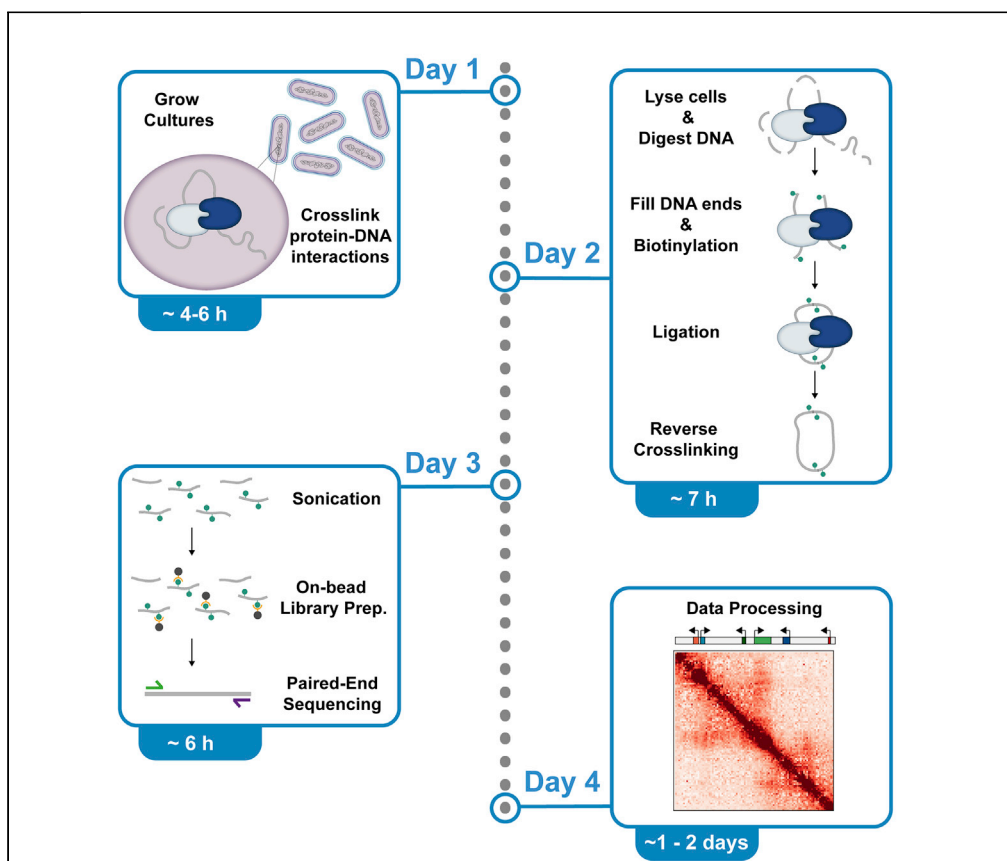 Day 1
Grow
Cultures
Crosslink
protein-DNA
interactions
~ 4-6 h
Day 2
Lyse cells
&
Digest DNA
Fill DNA ends
&
Biotinylation
Ligation
Reverse
Crosslinking
~ 7 h
Day 3
Sonication
On-bead
Library Prep.
Paired-End
Sequencing
~ 6 h
Day 4
Data Processing
~1 - 2 days